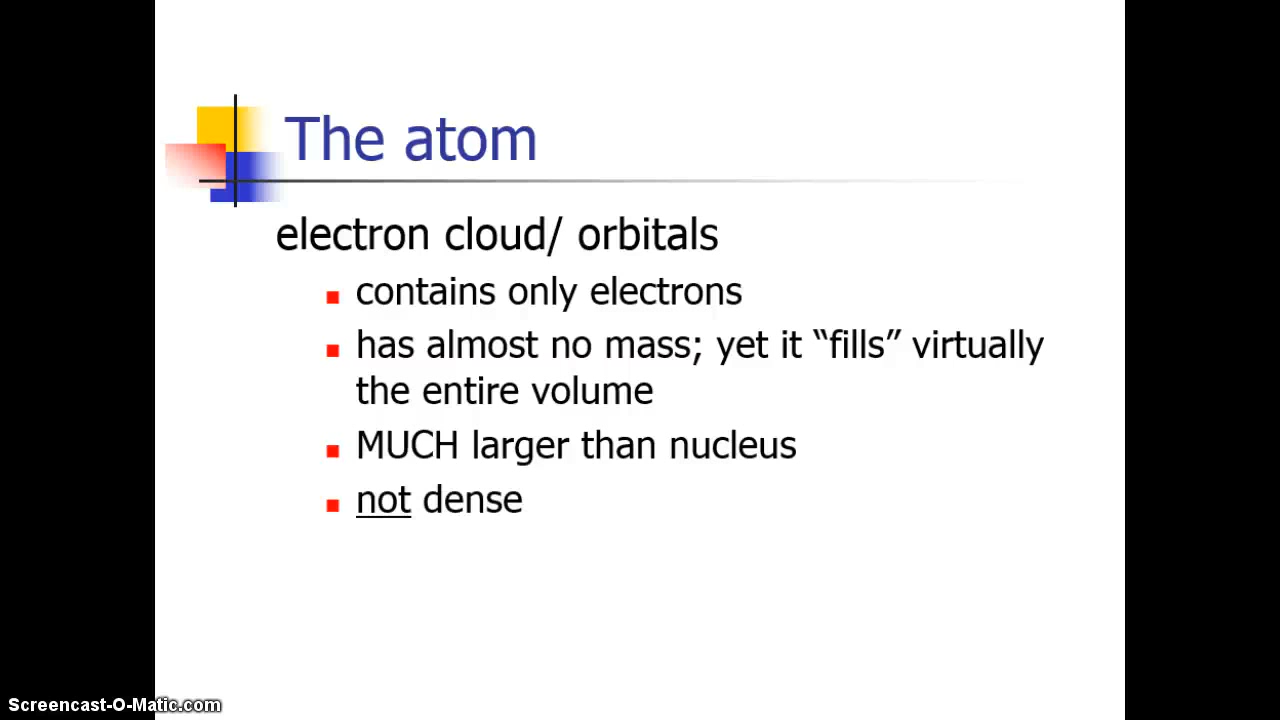 The atom
electron cloud/ orbitals
contains only electrons
has almost no mass; yet it “fills” virtually
the entire volume
MUCH larger than nucleus
not dense
Screencast-O-Matic.com